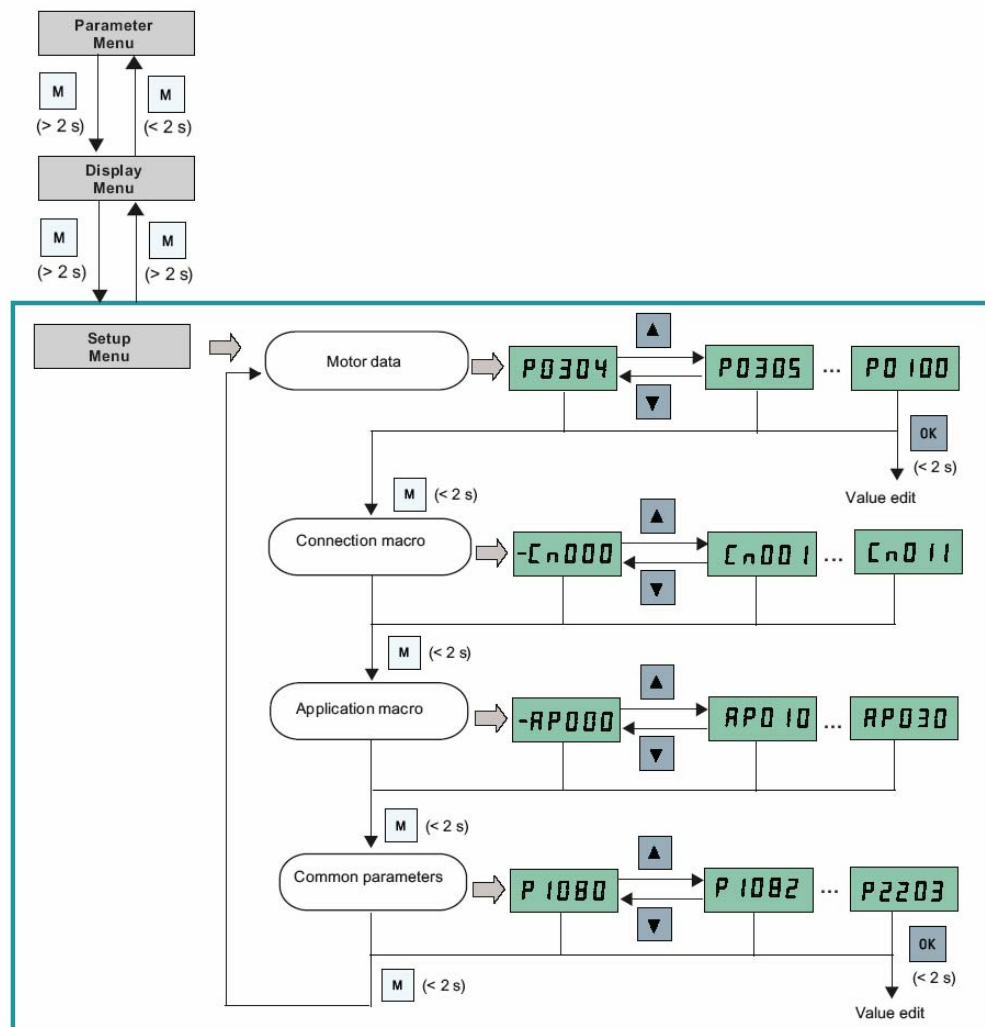 Parameter
Menu
M
M
(> 2 s)
(< 2 s)
Display
Menu
M
M
(> 2 s)
(> 2 s)
Setup
Menu
Motor data
P0304
P0305
...
P0100
OK
(< 2 s)
Value edit
M (< 2 s)
Connection macro
-Cn000
Cn001
...
Cn011
M (< 2 s)
Application macro
-AP000
AP010
...
AP030
M (< 2 s)
Common parameters
P1080
P1082
...
P2203
OK
(< 2 s)
M (< 2 s)
Value edit